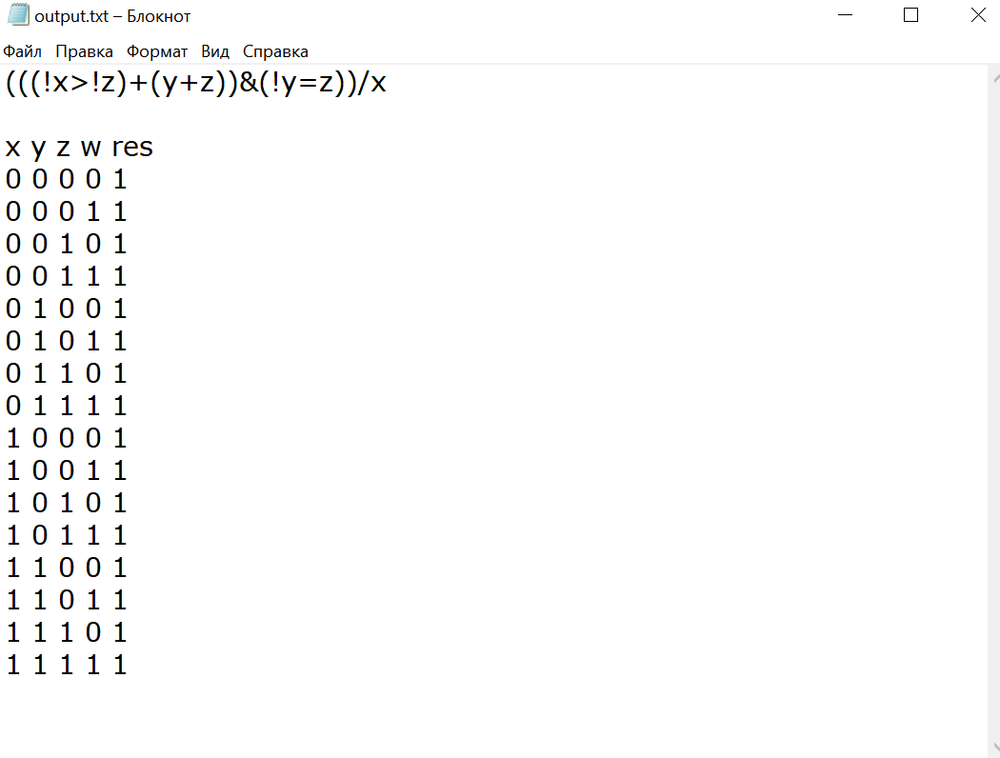 output.txt – Блокнот
Файл Правка Формат Вид Справка
(((!x>!z)+(y+z))&(!y=z))/x
x y z w res
0 0 0 0 1
0 0 0 1 1
0 0 1 0 1
0 0 1 1 1
0 1 0 0 1
0 1 0 1 1
0 1 1 0 1
0 1 1 1 1
1 0 0 0 1
1 0 0 1 1
1 0 1 0 1
1 0 1 1 1
1 1 0 0 1
1 1 0 1 1
1 1 1 0 1
1 1 1 1 1